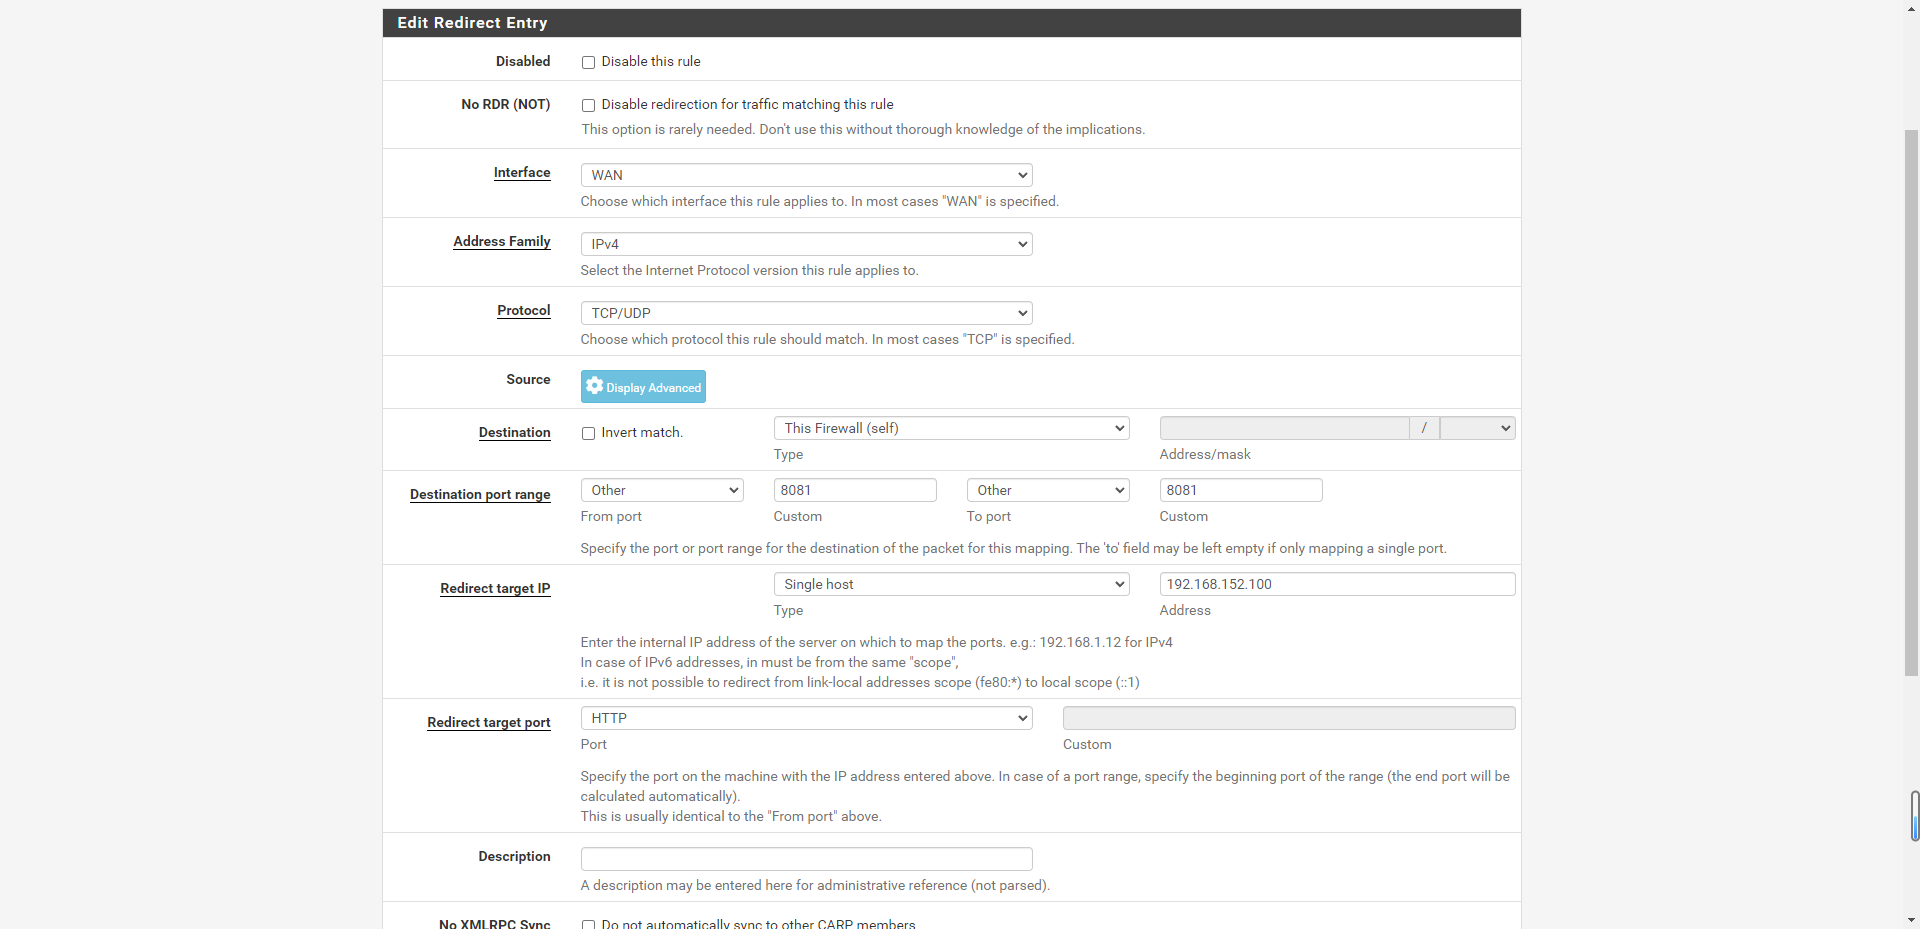 Edit Redirect Entry
Disabled
Disable this rule
No RDR (NOT)
Disable redirection for traffic matching this rule
This option is rarely needed. Don't use this without thorough knowledge of the implications.
Interface
WAN
Choose which interface this rule applies to. In most cases "WAN" is specified.
Address Family
IPv4
Select the Internet Protocol version this rule applies to.
Protocol
TCP/UDP
Choose which protocol this rule should match. In most cases "TCP" is specified.
Source
Display Advanced
Destination
Invert match.
This Firewall (self)
/
Type
Address/mask
Destination port range
Other
8081
Other
8081
From port
Custom
To port
Custom
Specify the port or port range for the destination of the packet for this mapping. The 'to' field may be left empty if only mapping a single port.
Redirect target IP
Single host
192.168.152.100
Type
Address
Enter the internal IP address of the server on which to map the ports. e.g.: 192.168.1.12 for IPv4
In case of IPv6 addresses, in must be from the same "scope",
i.e. it is not possible to redirect from link-local addresses scope (fe80:*) to local scope (::1)
Redirect target port
HTTP
Port
Custom
Specify the port on the machine with the IP address entered above. In case of a port range, specify the beginning port of the range (the end port will be
calculated automatically).
This is usually identical to the "From port" above.
Description
A description may be entered here for administrative reference (not parsed).
No XMLRPC Sync
Do not automatically sync to other CARP members